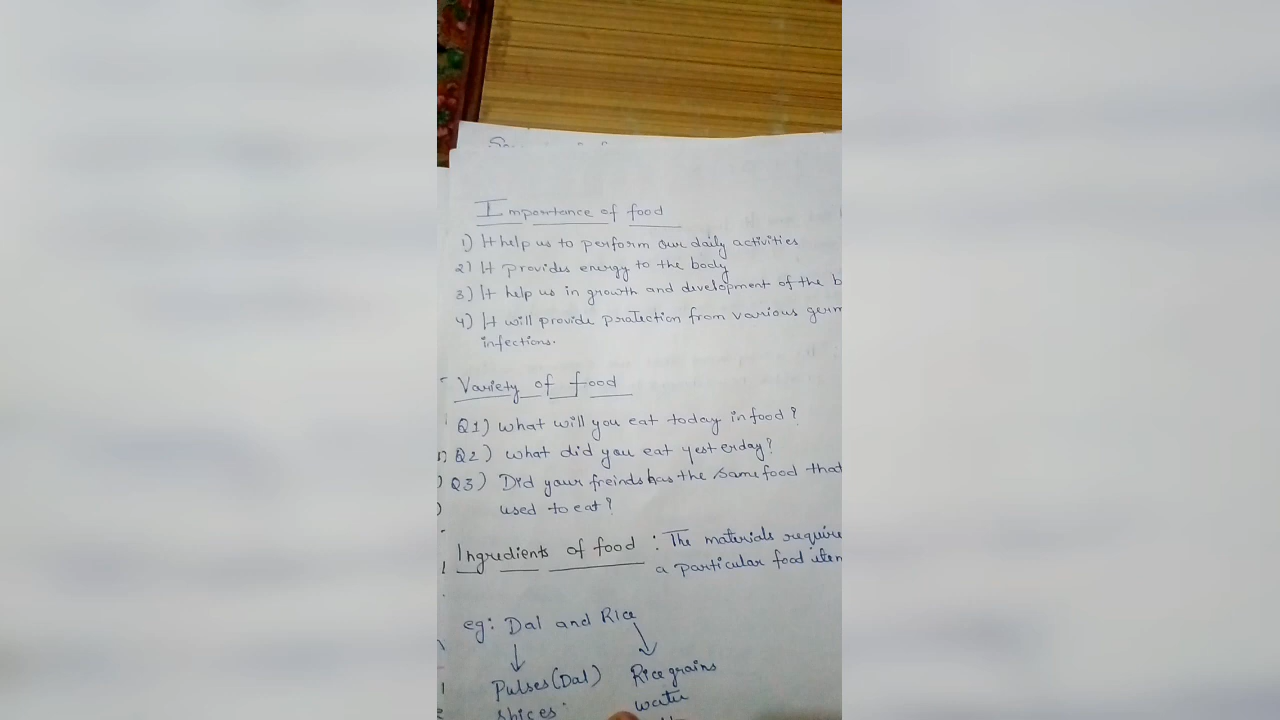 Importance of food
1) It help us to perform our daily activities
2) It provides energy to the body
3) It help us in growth and development of the
4) It will provide protection from various
infections.
Variety of food
Q1) what will you eat today in food?
Q2) what did you eat yesterday?
Q3) Did your freinds has the same food that
used to eat?
Ingredients of food : The materials
a particular food
eg: Dal and Rice
Pulses (Dal) Rice grains
spices water